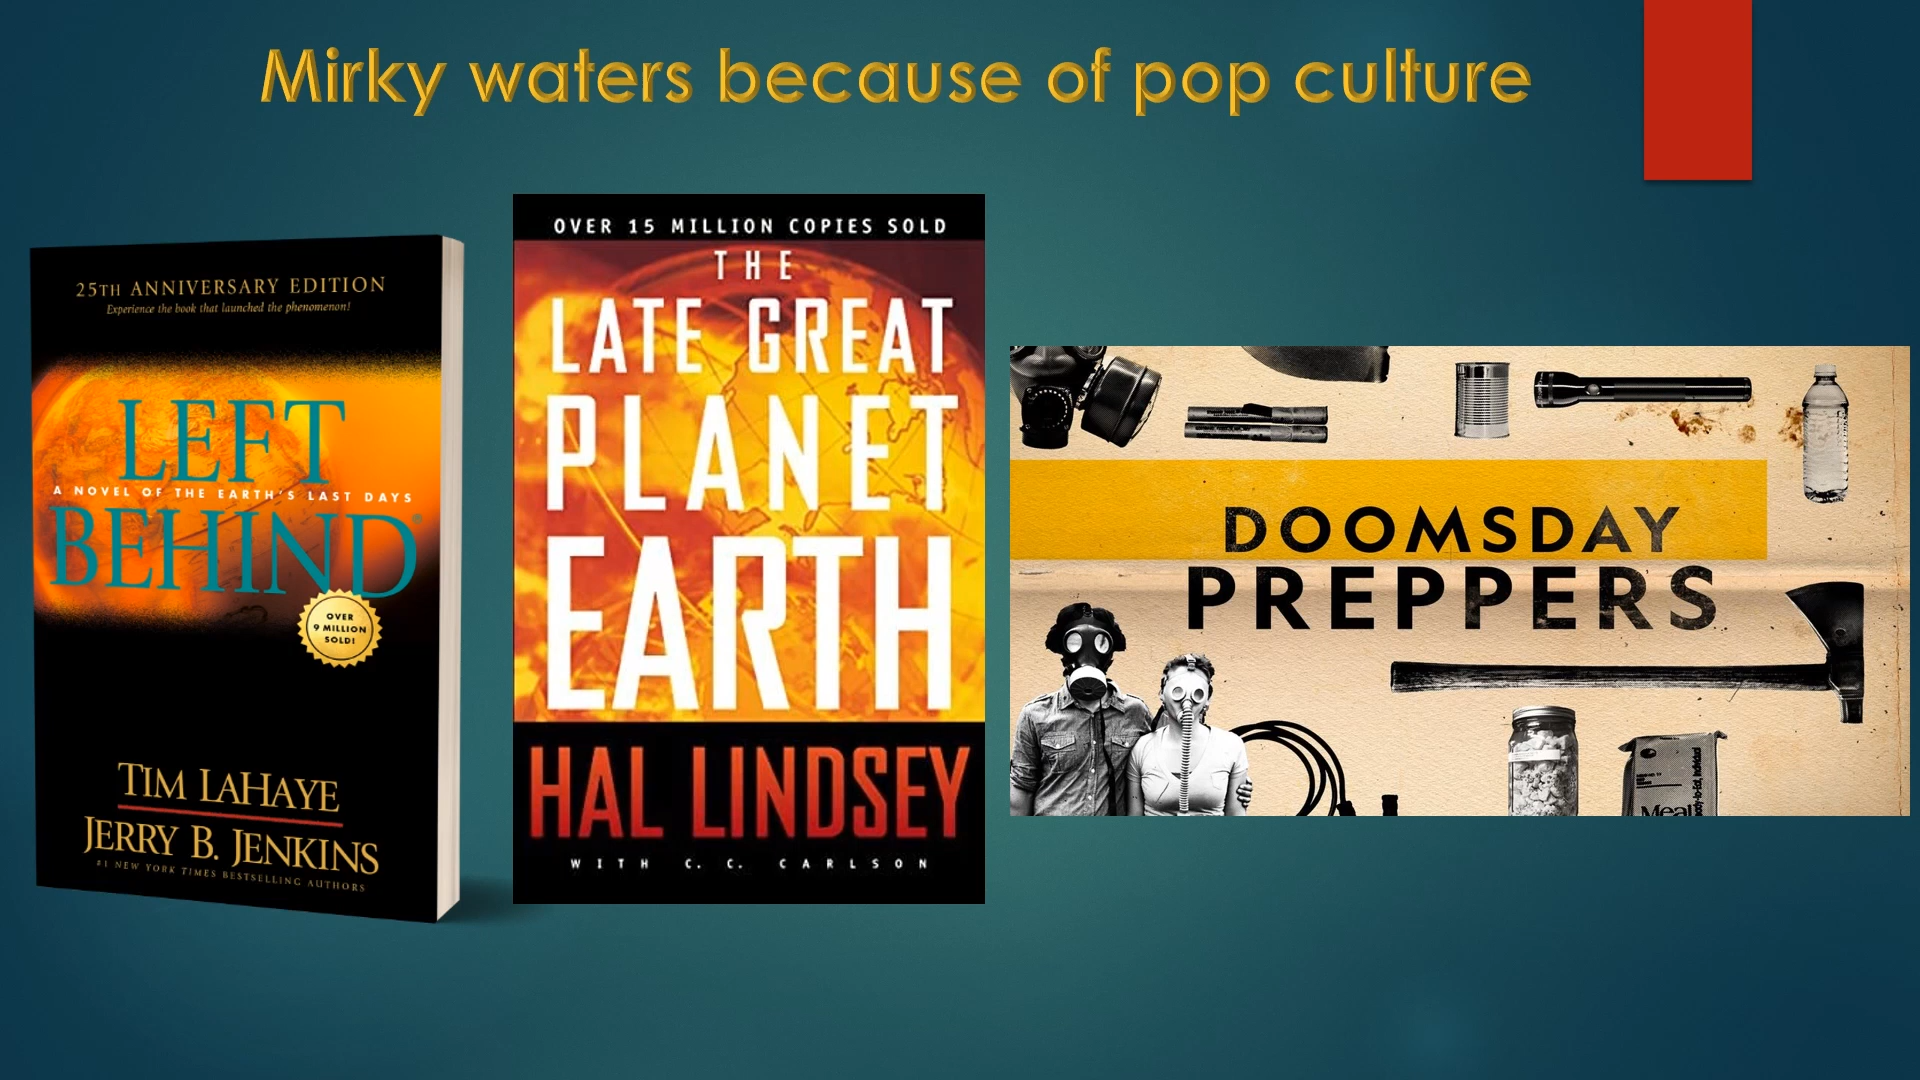 Mirky waters because of pop culture
25TH ANNIVERSARY EDITION
Experience the book that launched the phenomenon!
LEFT
A NOVEL OF THE EARTH'S LAST DAYS
BEHIND®
OVER
9 MILLION
SOLD!
TIM LAHAYE
JERRY B. JENKINS
#1 NEW YORK TIMES BESTSELLING AUTHORS
OVER 15 MILLION COPIES SOLD
THE
LATE GREAT
PLANET
EARTH
HAL LINDSEY
WITH C. C. CARLSON
DOOMSDAY
PREPPERS
Meal